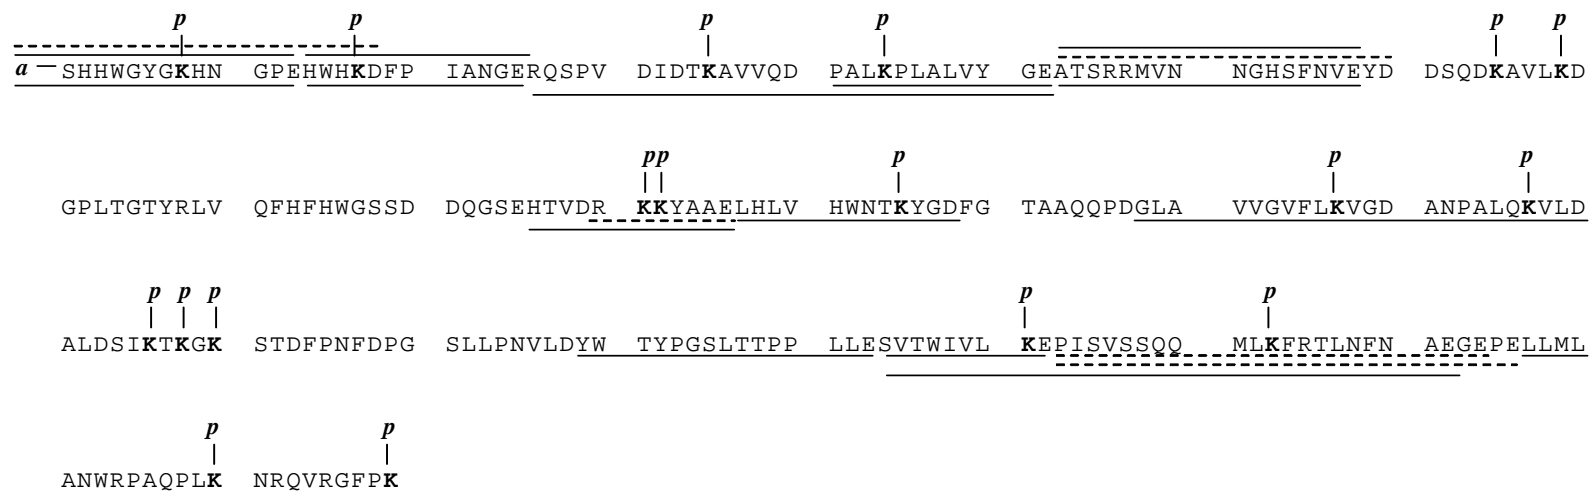 p p p p p p
a – SHHWGYGKHN GPEHWHKDFP IANGERQSPV DIDTKAVVQD PALKPLALVY GEATSRRMVN NGHSFNVEYD DSQDKAVLKD
pp p p p
GPLTGTYRLV QFHFHWGSSD DQGSEHTVDR KKYAAELHLV HWNTKYGDFG TAAQQPDGLA VVGVFLKVGD ANPALQKVLD
p p p p p
ALDSIKTKGK STDFPNFDPG SLLPNVLDYW TYPGSLTTPP LLESVTWIVL KEPISVSSQQ MLKFRTLNFN AEGEPELLML
p p
ANWRPAQPLK NRQVRGFPK